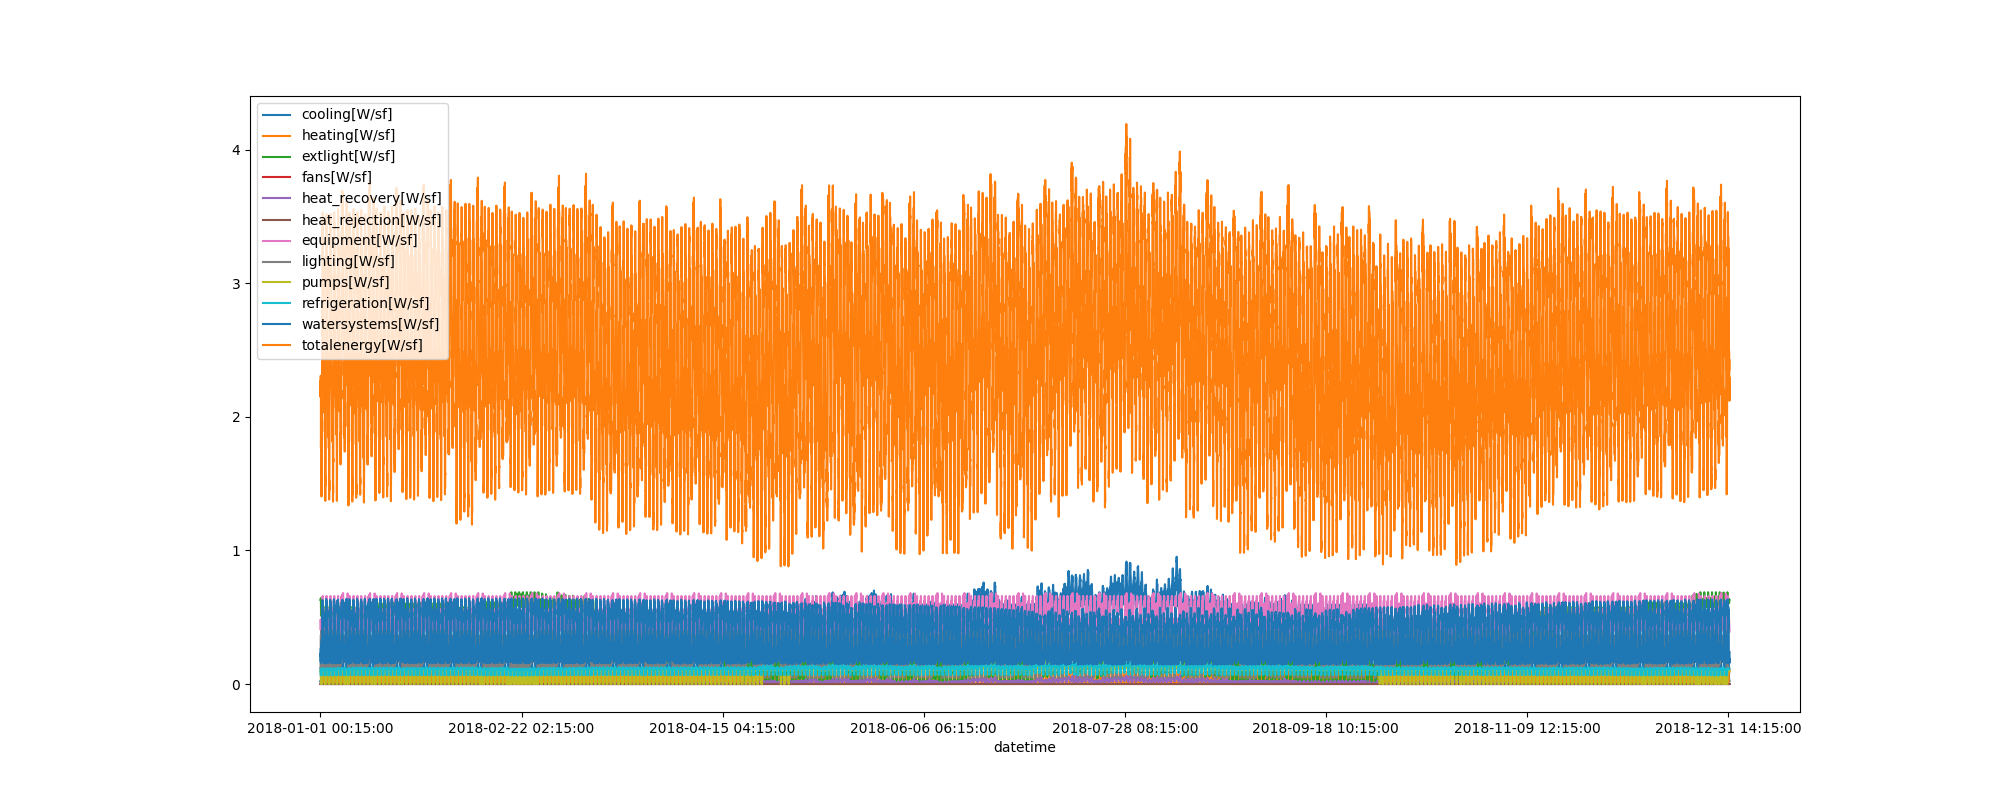 cooling[W/sf]
heating[W/sf]
extlight[W/sf]
fans[W/sf]
heat_recovery[W/sf]
heat_rejection[W/sf]
equipment[W/sf]
lighting[W/sf]
pumps[W/sf]
refrigeration[W/sf]
watersystems[W/sf]
totalenergy[W/sf]
4
3
2
1
0
2018-01-01 00:15:00 2018-02-22 02:15:00 2018-04-15 04:15:00 2018-06-06 06:15:00 2018-07-28 08:15:00 2018-09-18 10:15:00 2018-11-09 12:15:00 2018-12-31 14:15:00
datetime